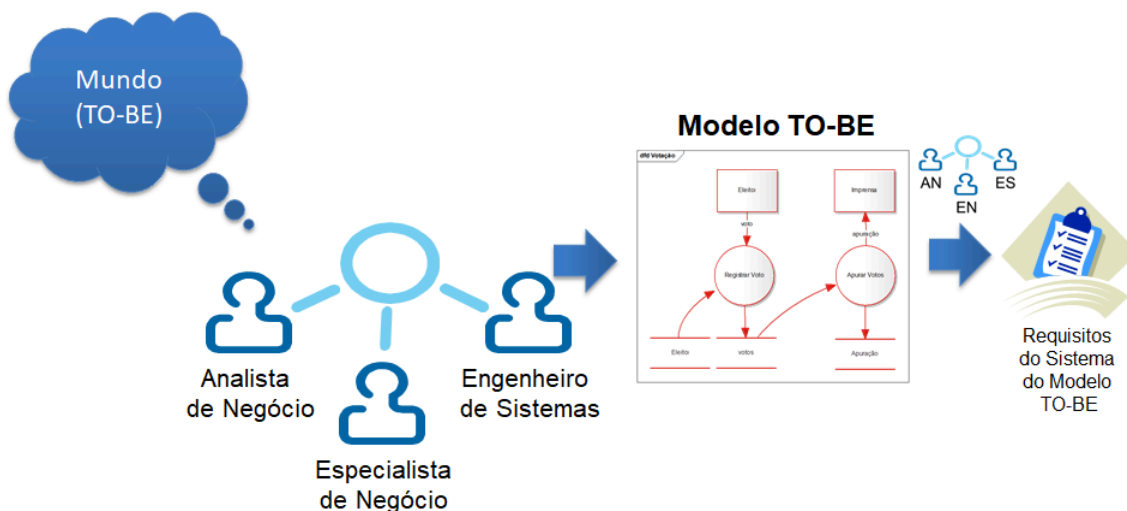 Mundo
(TO-BE)
Modelo TO-BE
dfd Votação
Eleitor
Imprensa
voto
apuração
Registrar Voto
Apurar Votos
Eleitor
votos
Apuração
AN
ES
EN
Analista
de Negócio
Engenheiro
de Sistemas
Especialista
de Negócio
Requisitos
do Sistema
do Modelo
TO-BE